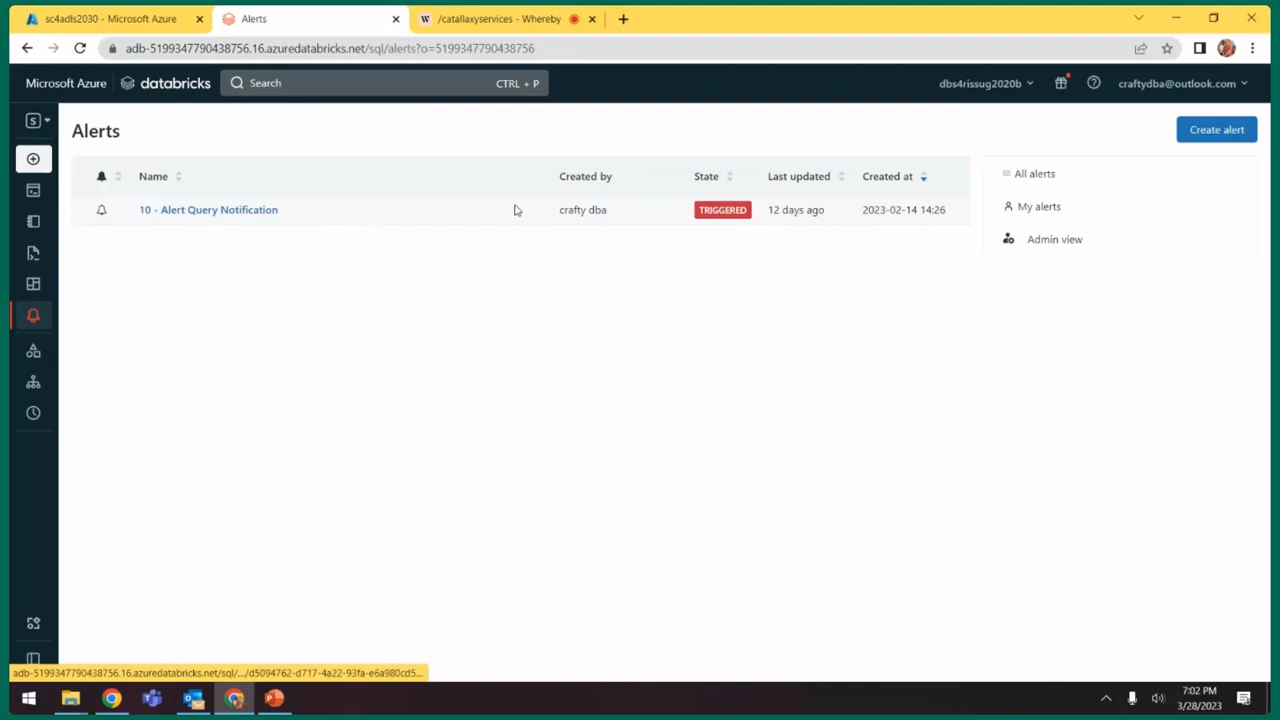 sc4adls2030 - Microsoft Azure
Alerts
/catallaxyservices - Whereby
adb-5199347790438756.16.azuredatabricks.net/sql/alerts?o=5199347790438756
Microsoft Azure databricks Search CTRL + P dbs4rissug2020b craftydba@outlook.com
S
Alerts
Create alert
Name Created by State Last updated Created at
All alerts
10 - Alert Query Notification crafty dba TRIGGERED 12 days ago 2023-02-14 14:26
My alerts
Admin view
adb-5199347790438756.16.azuredatabricks.net/sql/.../d5094762-d717-4a22-93fa-e6a980cd5...
7:02 PM
3/28/2023